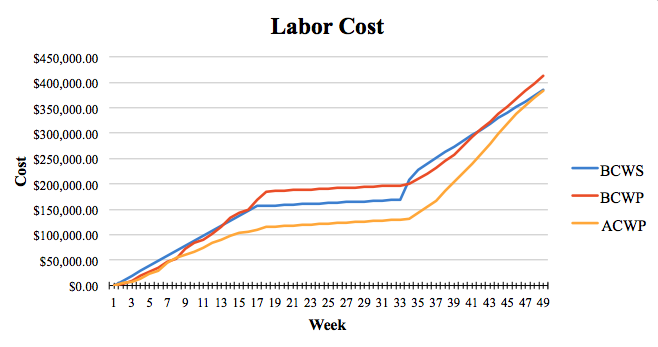 Labor Cost
$450,000.00
$400,000.00
$350,000.00
$300,000.00
$250,000.00
$200,000.00
$150,000.00
$100,000.00
$50,000.00
$0.00
Cost
1 3 5 7 9 11 13 15 17 19 21 23 25 27 29 31 33 35 37 39 41 43 45 47 49
Week
BCWS
BCWP
ACWP